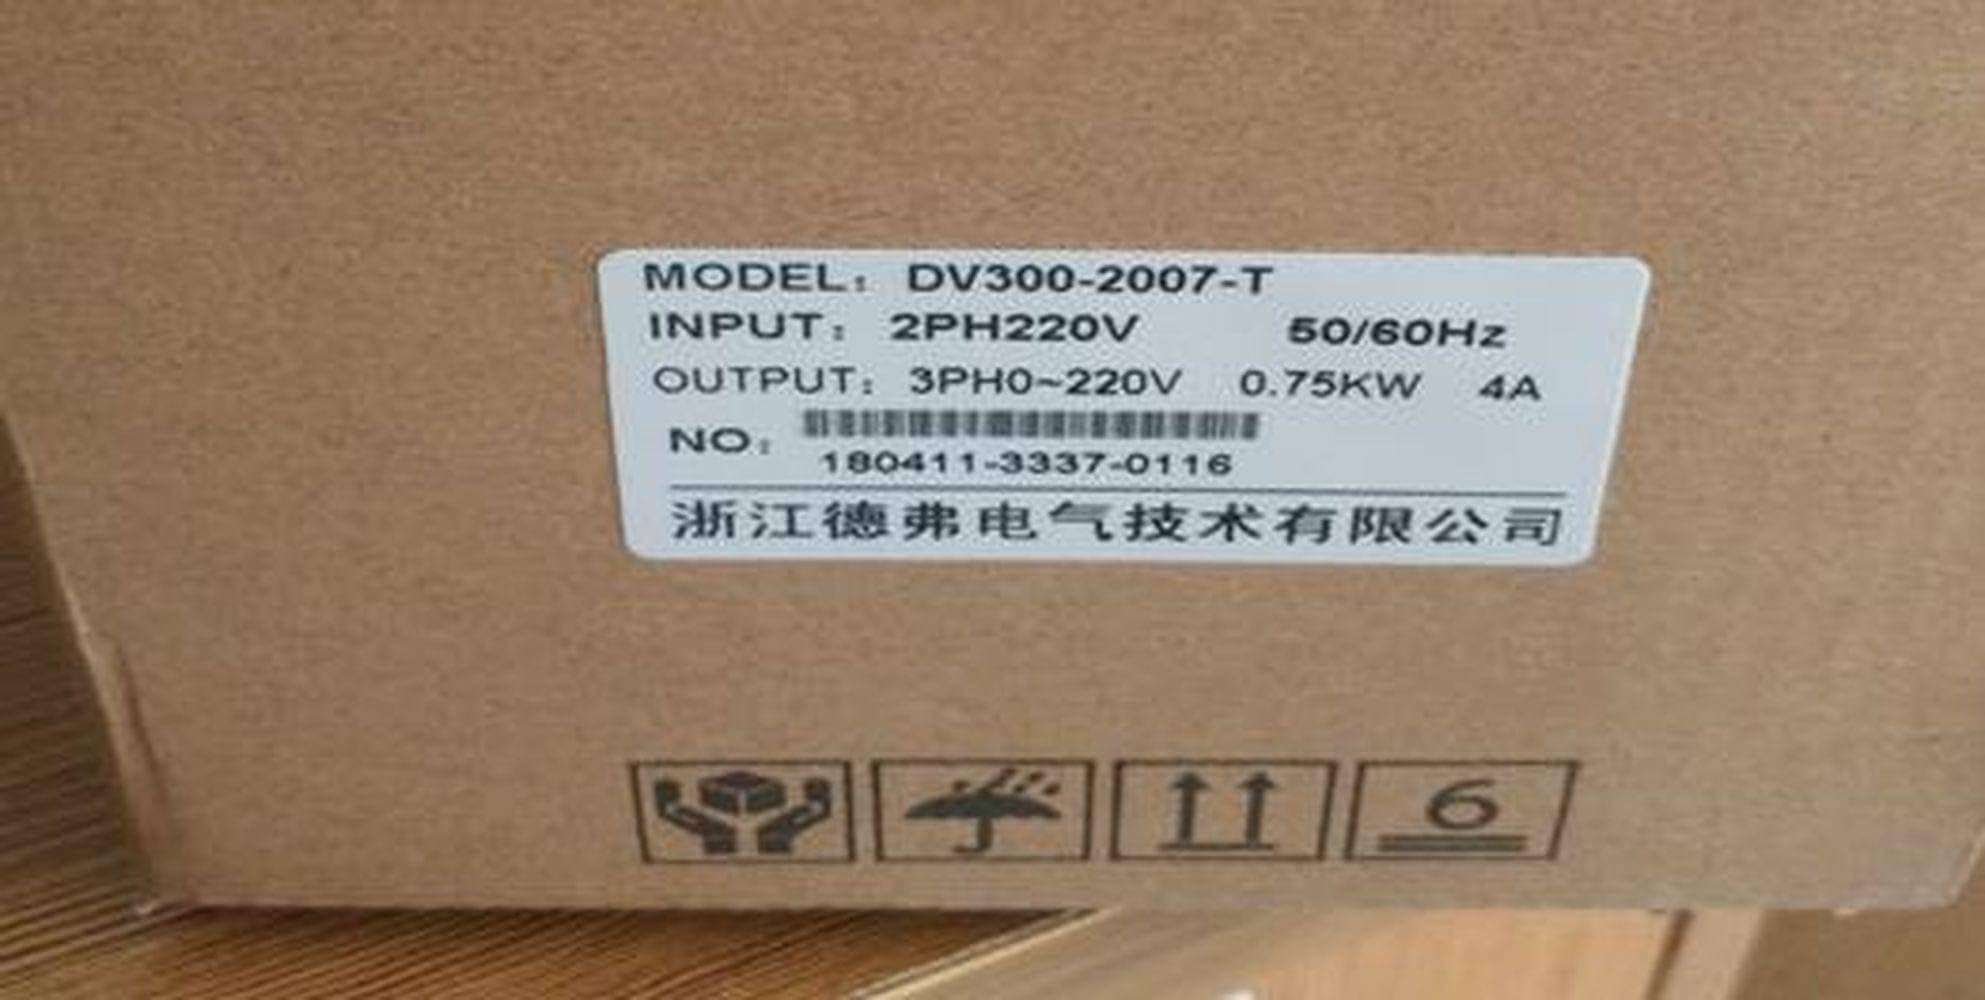 MODEL: DV300-2007-T
INPUT: 2PH220V 50/60Hz
OUTPUT: 3PH0~220V 0.75KW 4A
NO:
180411-3337-0116
浙江德弗电气技术有限公司
6